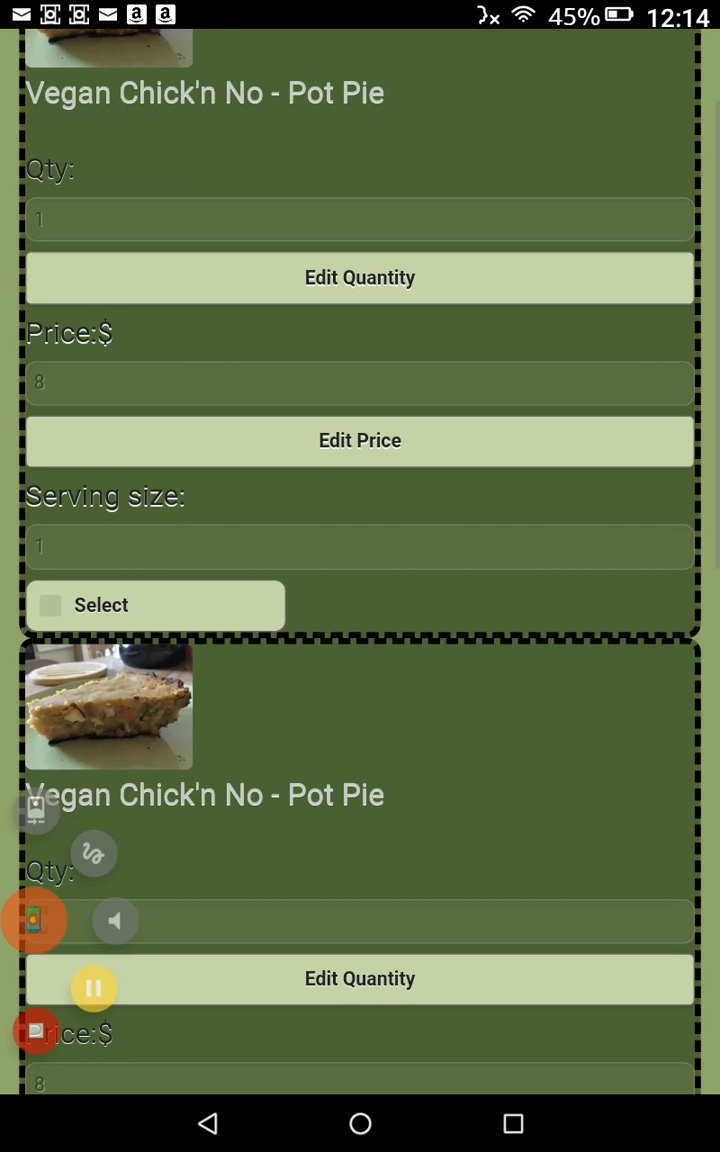 45% 12:14
Vegan Chick'n No - Pot Pie
Qty:
1
Edit Quantity
Price:$
8
Edit Price
Serving size:
1
Select
Vegan Chick'n No - Pot Pie
Qty:
Edit Quantity
Price:$
8